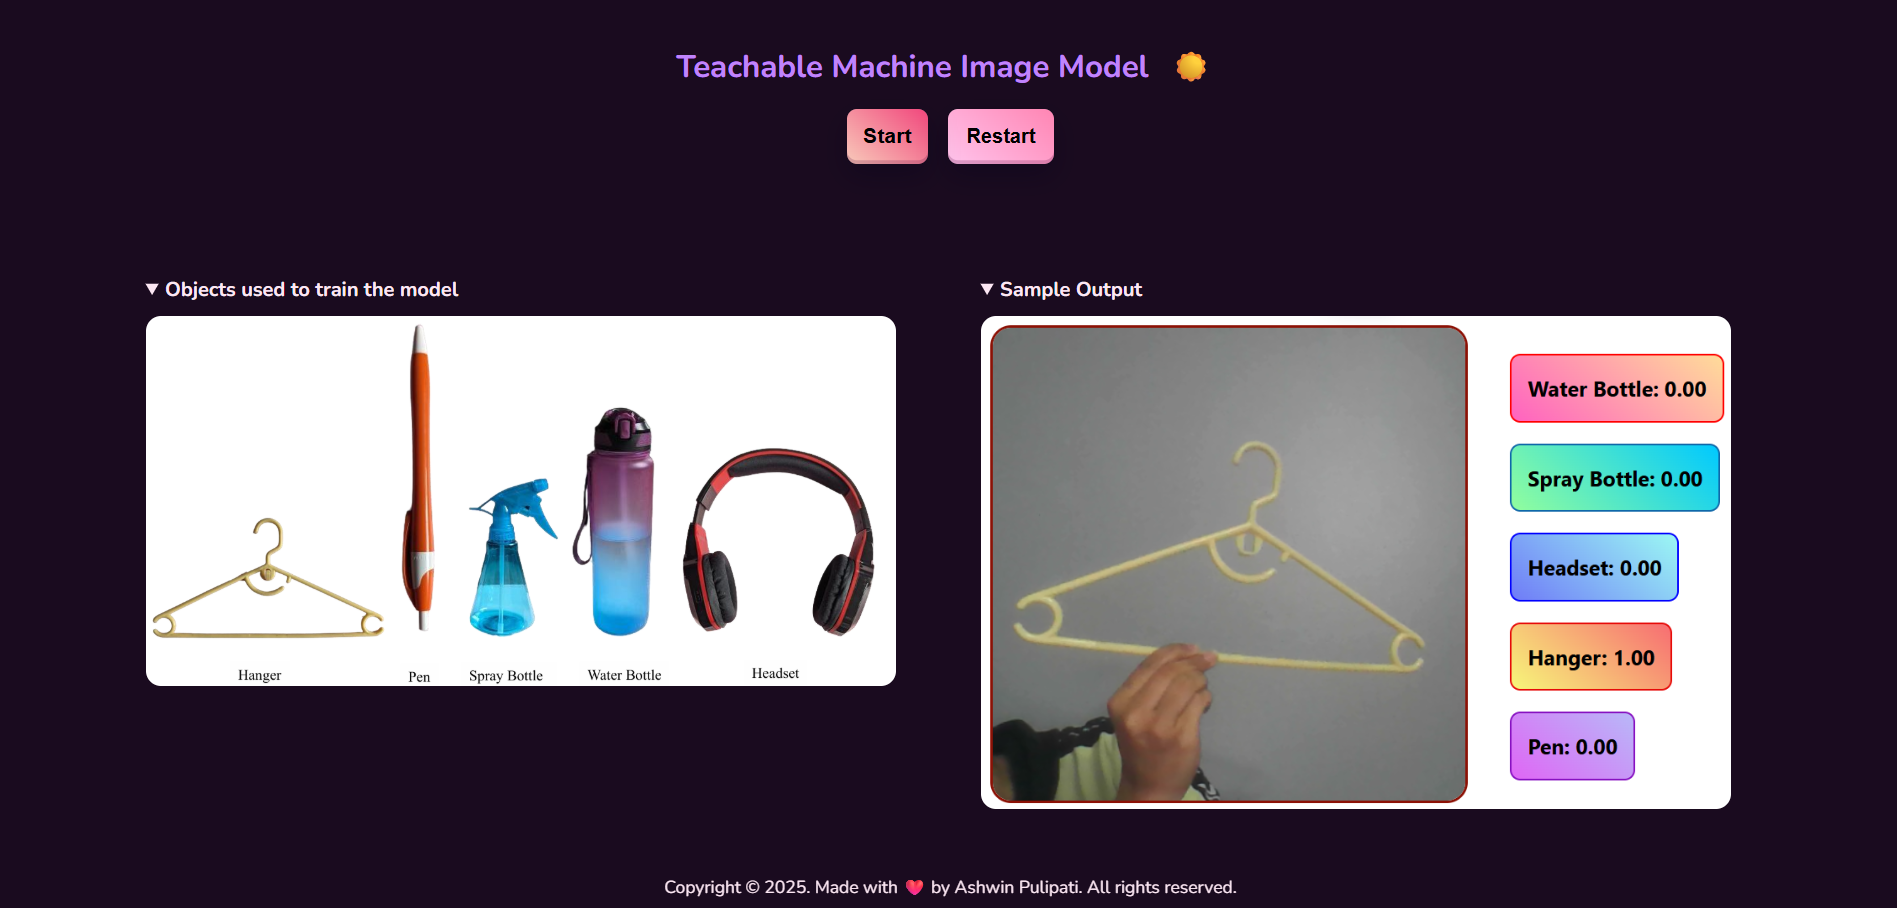 Teachable Machine Image Model
Start
Restart
Objects used to train the model
Hanger
Pen
Spray Bottle
Water Bottle
Headset
Sample Output
Water Bottle: 0.00
Spray Bottle: 0.00
Headset: 0.00
Hanger: 1.00
Pen: 0.00
Copyright © 2025. Made with ❤️ by Ashwin Pulipati. All rights reserved.